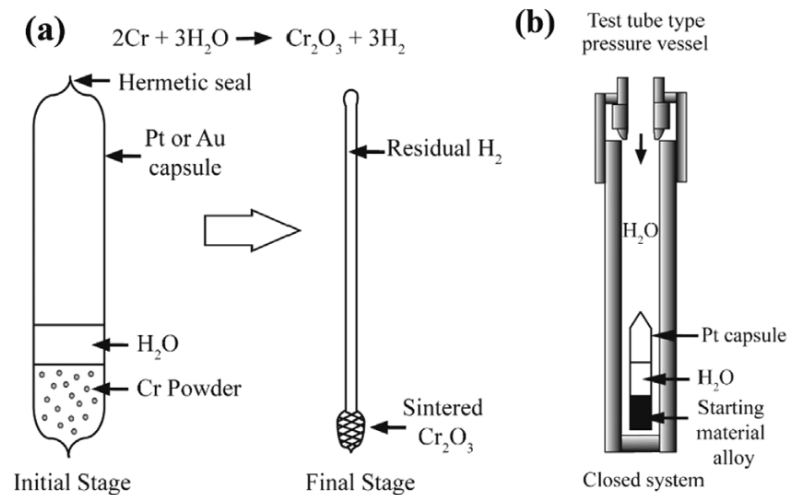 (a)
2Cr + 3H₂O → Cr₂O₃ + 3H₂
Hermetic seal
Pt or Au
capsule
H₂O
Cr Powder
Initial Stage
Residual H₂
Sintered
Cr₂O₃
Final Stage
(b)
Test tube type
pressure vessel
H₂O
Pt capsule
H₂O
Starting
material
alloy
Closed system